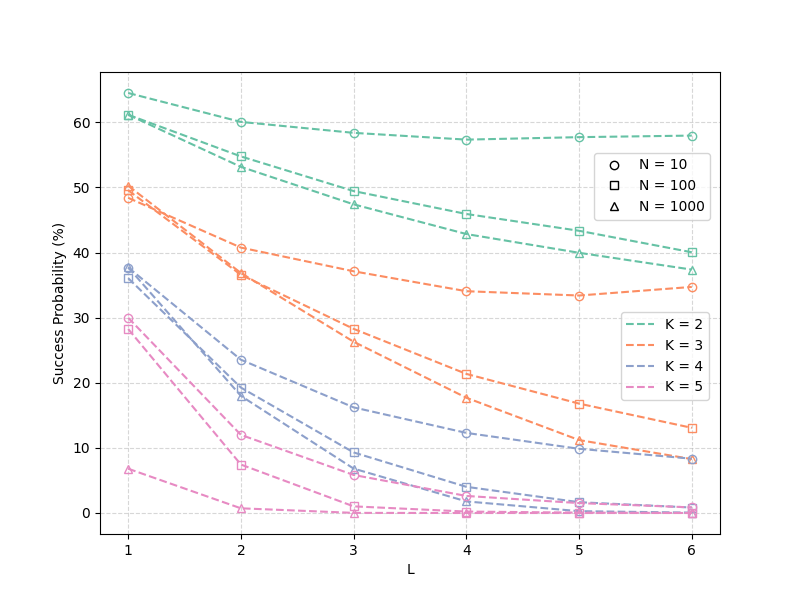 Success Probability (%)
60
50
40
30
20
10
0
N = 10
N = 100
N = 1000
K = 2
K = 3
K = 4
K = 5
1 2 3 4 5 6
L